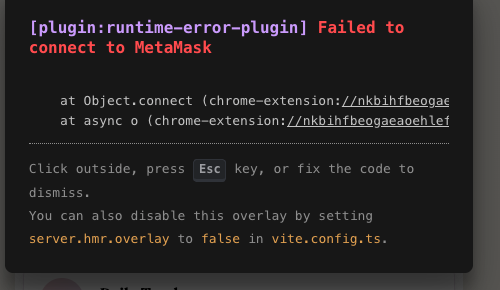 [plugin:runtime-error-plugin] Failed to
connect to MetaMask
at Object.connect (chrome-extension://nkbihfbeogae
at async o (chrome-extension://nkbihfbeogaeaoehlef
Click outside, press Esc key, or fix the code to
dismiss.
You can also disable this overlay by setting
server.hmr.overlay to false in vite.config.ts.